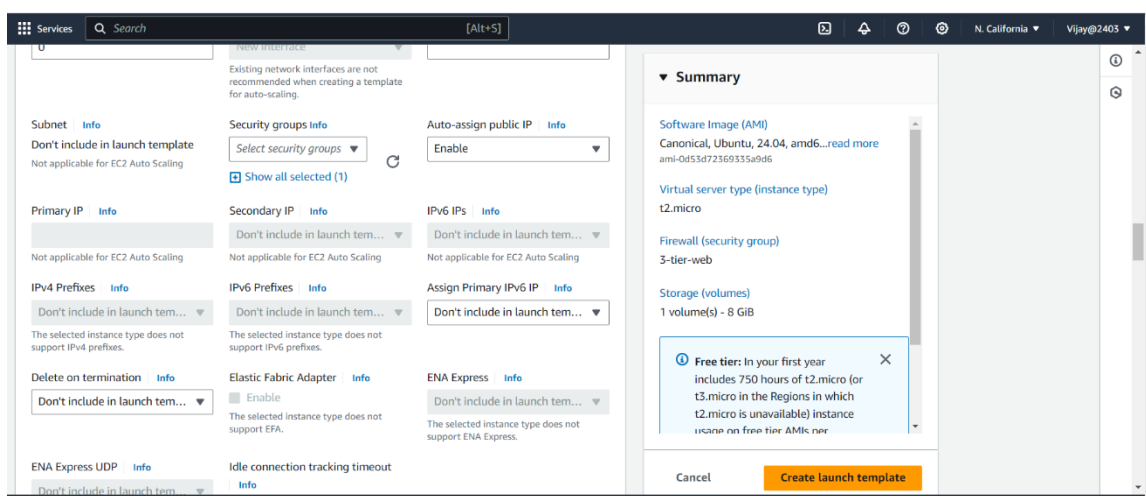 Services
Search
[Alt+S]
N. California
Vijay@2403
0
New interface
Existing network interfaces are not
recommended when creating a template
for auto-scaling.
Subnet Info
Don't include in launch template
Not applicable for EC2 Auto Scaling
Security groups Info
Select security groups
Show all selected (1)
Auto-assign public IP Info
Enable
Primary IP Info
Not applicable for EC2 Auto Scaling
Secondary IP Info
Don't include in launch tem...
Not applicable for EC2 Auto Scaling
IPv6 IPs Info
Don't include in launch tem...
Not applicable for EC2 Auto Scaling
IPv4 Prefixes Info
Don't include in launch tem...
The selected instance type does not
support IPv4 prefixes.
IPv6 Prefixes Info
Don't include in launch tem...
The selected instance type does not
support IPv6 prefixes.
Assign Primary IPv6 IP Info
Don't include in launch tem...
Delete on termination Info
Don't include in launch tem...
Elastic Fabric Adapter Info
Enable
The selected instance type does not
support EFA.
ENA Express Info
Don't include in launch tem...
The selected instance type does not
support ENA Express.
ENA Express UDP Info
Don't include in launch tem...
Idle connection tracking timeout
Info
Summary
Software Image (AMI)
Canonical, Ubuntu, 24.04, amd6...read more
ami-0d53d72369335a9d6
Virtual server type (instance type)
t2.micro
Firewall (security group)
3-tier-web
Storage (volumes)
1 volume(s) - 8 GiB
Free tier: In your first year
includes 750 hours of t2.micro (or
t3.micro in the Regions in which
t2.micro is unavailable) instance
usage on free tier AMIs per
Cancel
Create launch template